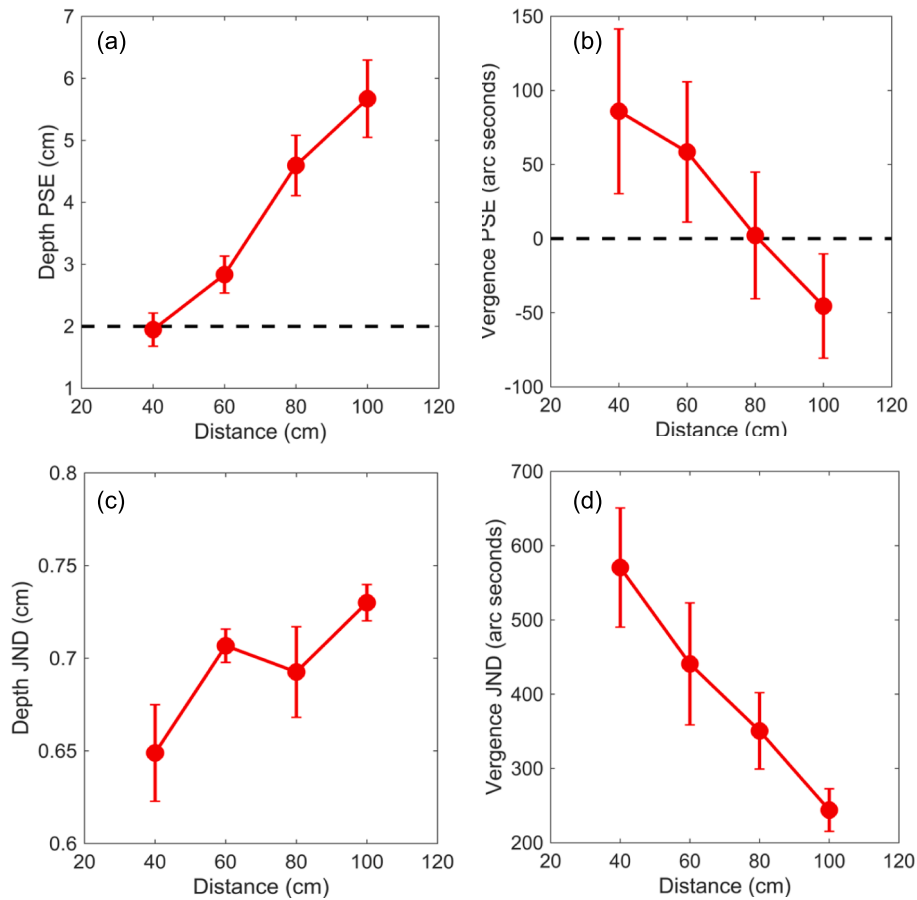 (a)
Depth PSE (cm)
7
6
5
4
3
2
1
20 40 60 80 100 120
Distance (cm)
(b)
Vergence PSE (arc seconds)
150
100
50
0
-50
-100
20 40 60 80 100 120
Distance (cm)
(c)
Depth JND (cm)
0.8
0.75
0.7
0.65
0.6
20 40 60 80 100 120
Distance (cm)
(d)
Vergence JND (arc seconds)
700
600
500
400
300
200
20 40 60 80 100 120
Distance (cm)